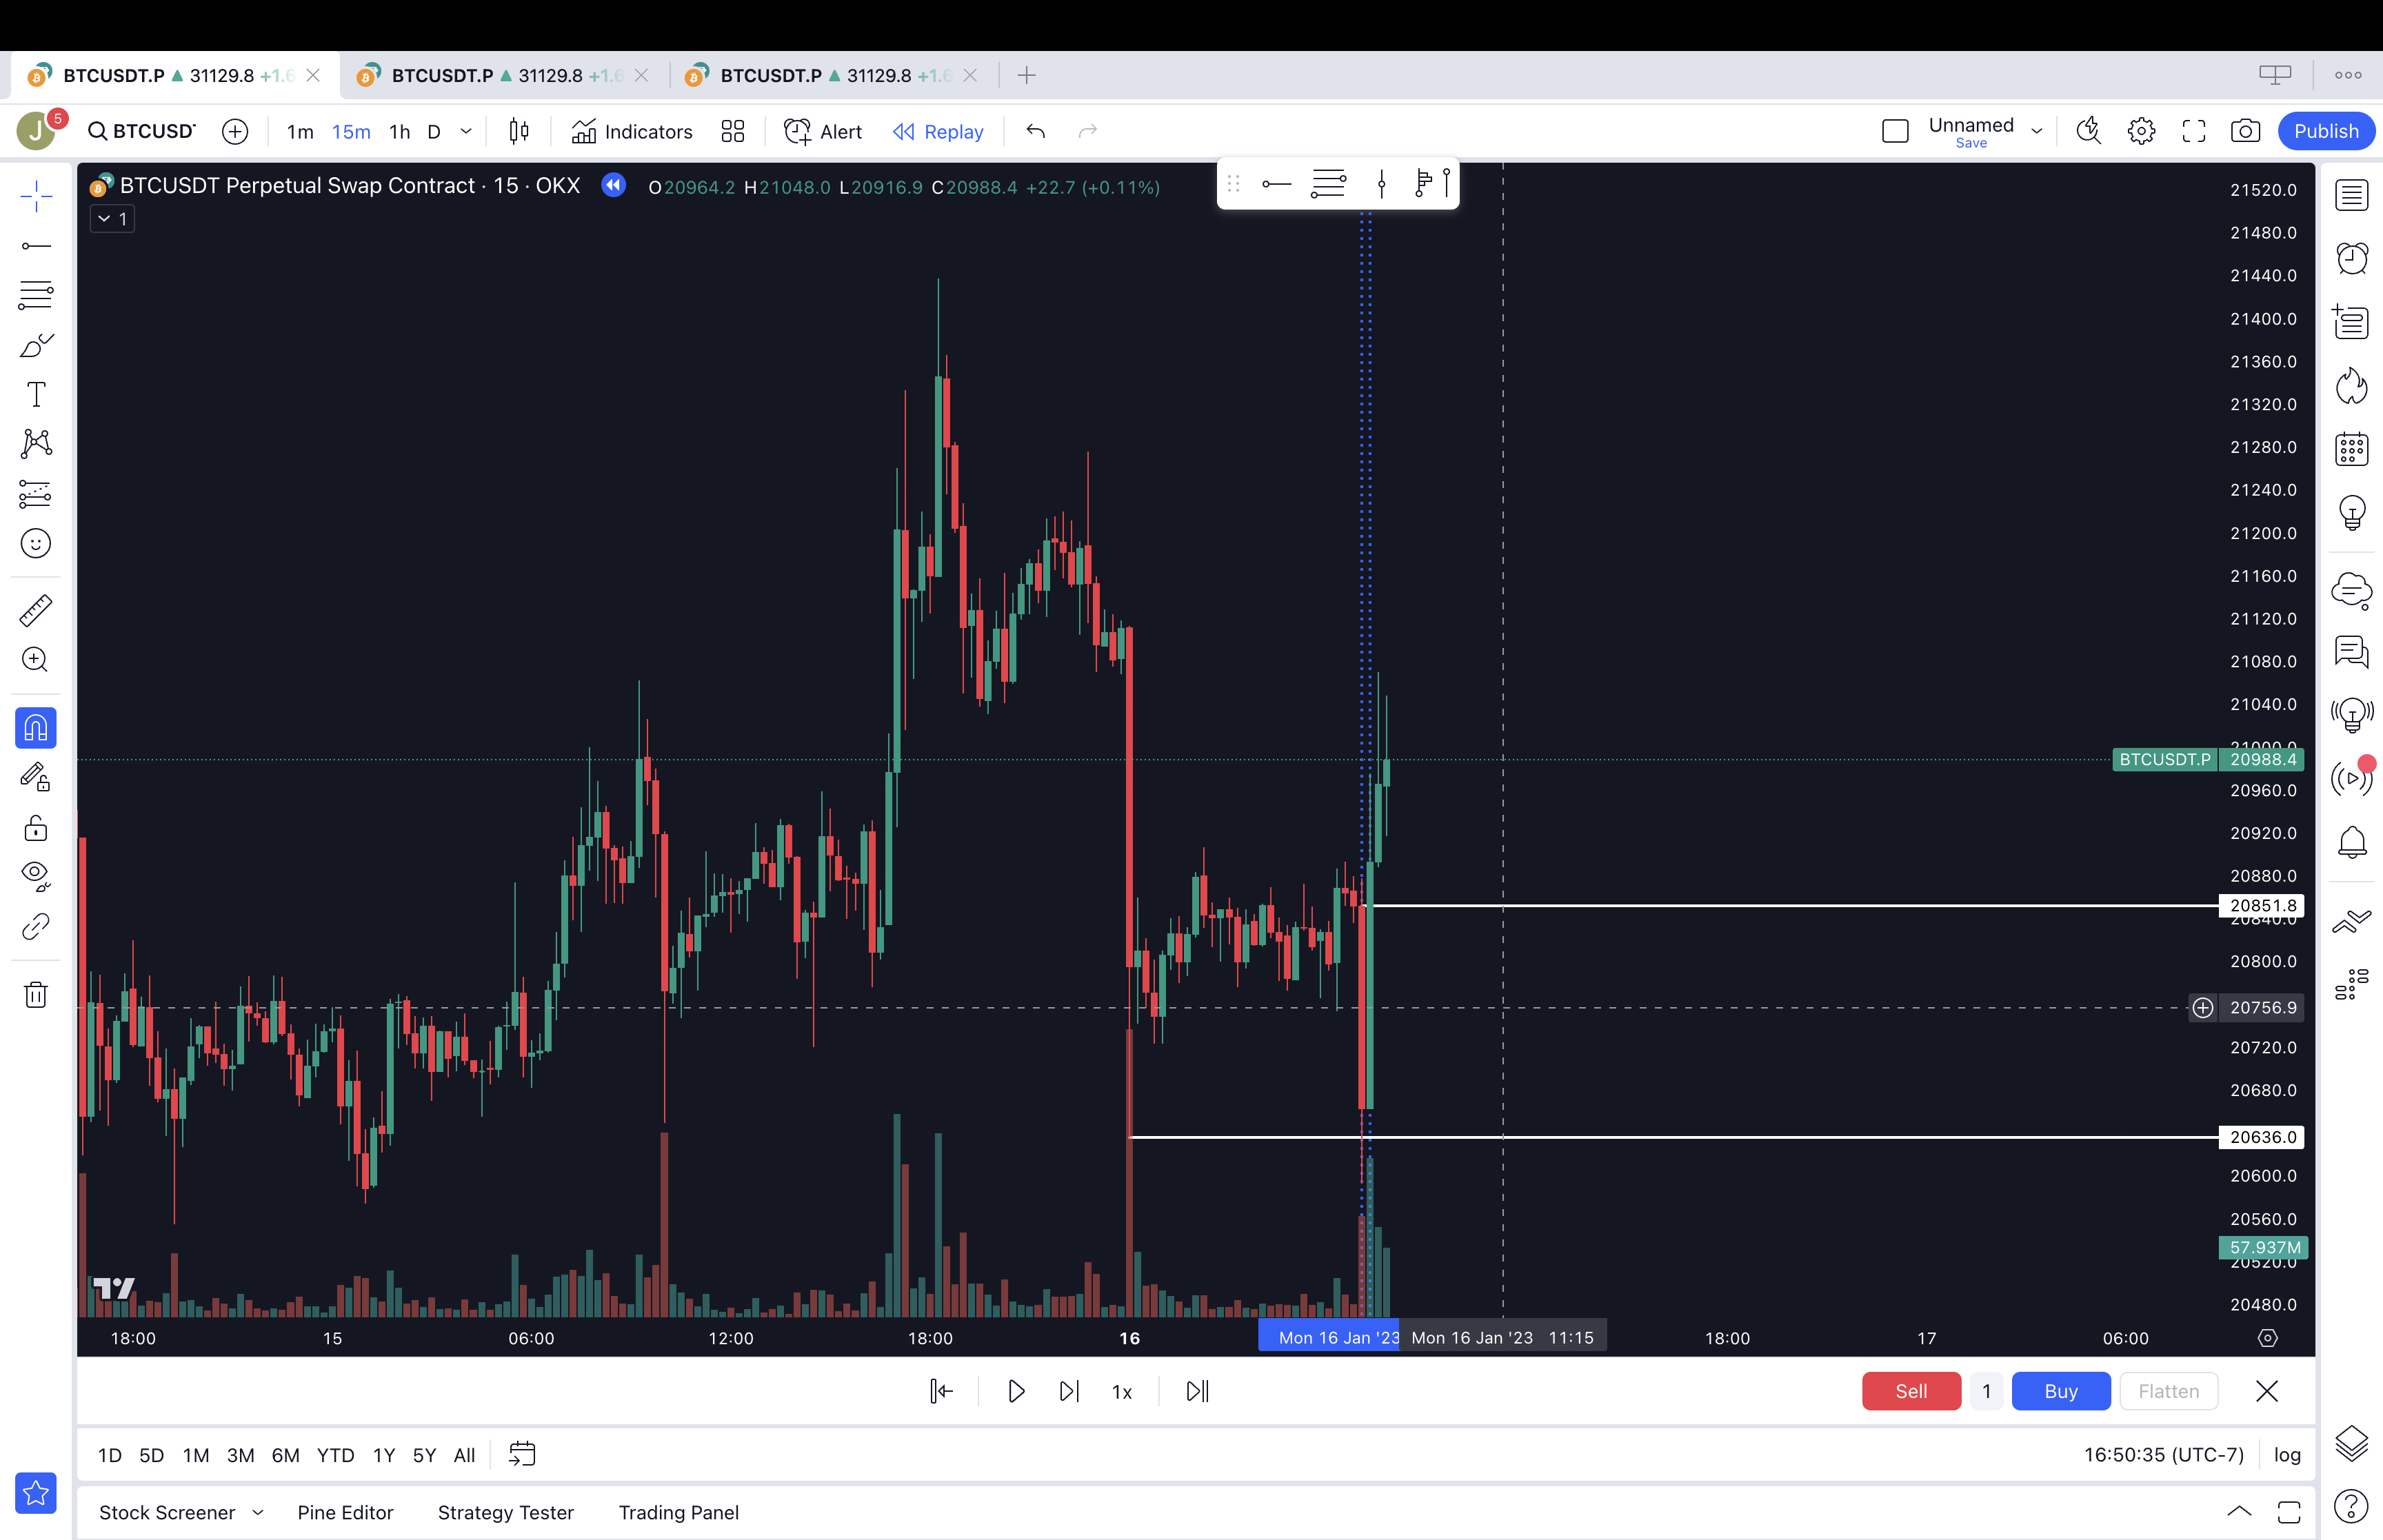 BTCUSDT.P ▲ 31129.8 +1.6
BTCUSDT.P ▲ 31129.8 +1.6
BTCUSDT.P ▲ 31129.8 +1.6
J 5 BTCUSD 1m 15m 1h D Indicators Alert Replay Unnamed Save Publish
BTCUSDT Perpetual Swap Contract · 15 · OKX O20964.2 H21048.0 L20916.9 C20988.4 +22.7 (+0.11%)
1
T
21520.0
21480.0
21440.0
21400.0
21360.0
21320.0
21280.0
21240.0
21200.0
21160.0
21120.0
21080.0
21040.0
21000.0
BTCUSDT.P 20988.4
20960.0
20920.0
20880.0
20851.8
20840.0
20800.0
20756.9
20720.0
20680.0
20636.0
20600.0
20560.0
57.937M
20520.0
20480.0
18:00 15 06:00 12:00 18:00 16 Mon 16 Jan '23 Mon 16 Jan '23 11:15 18:00 17 06:00
1x Sell 1 Buy Flatten
1D 5D 1M 3M 6M YTD 1Y 5Y All 16:50:35 (UTC-7) log
Stock Screener Pine Editor Strategy Tester Trading Panel